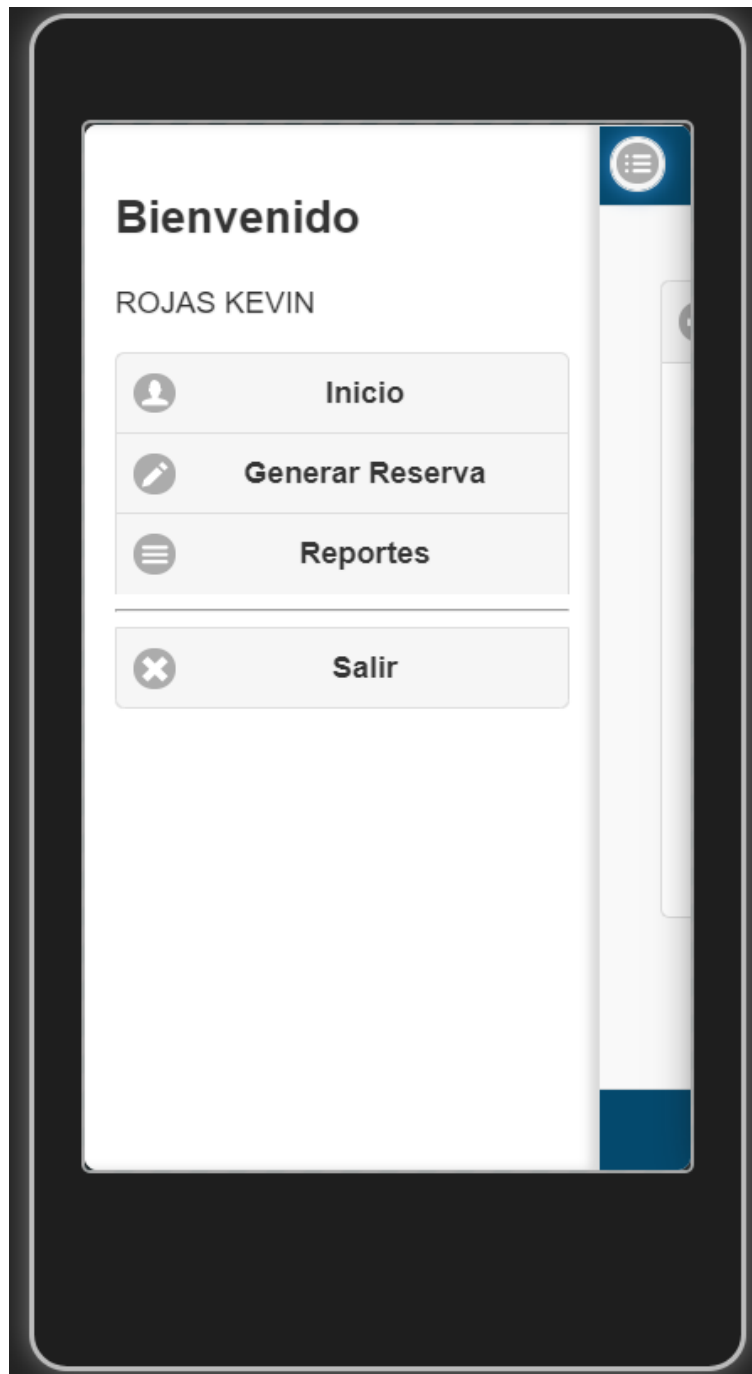 Bienvenido
ROJAS KEVIN
Inicio
Generar Reserva
Reportes
Salir